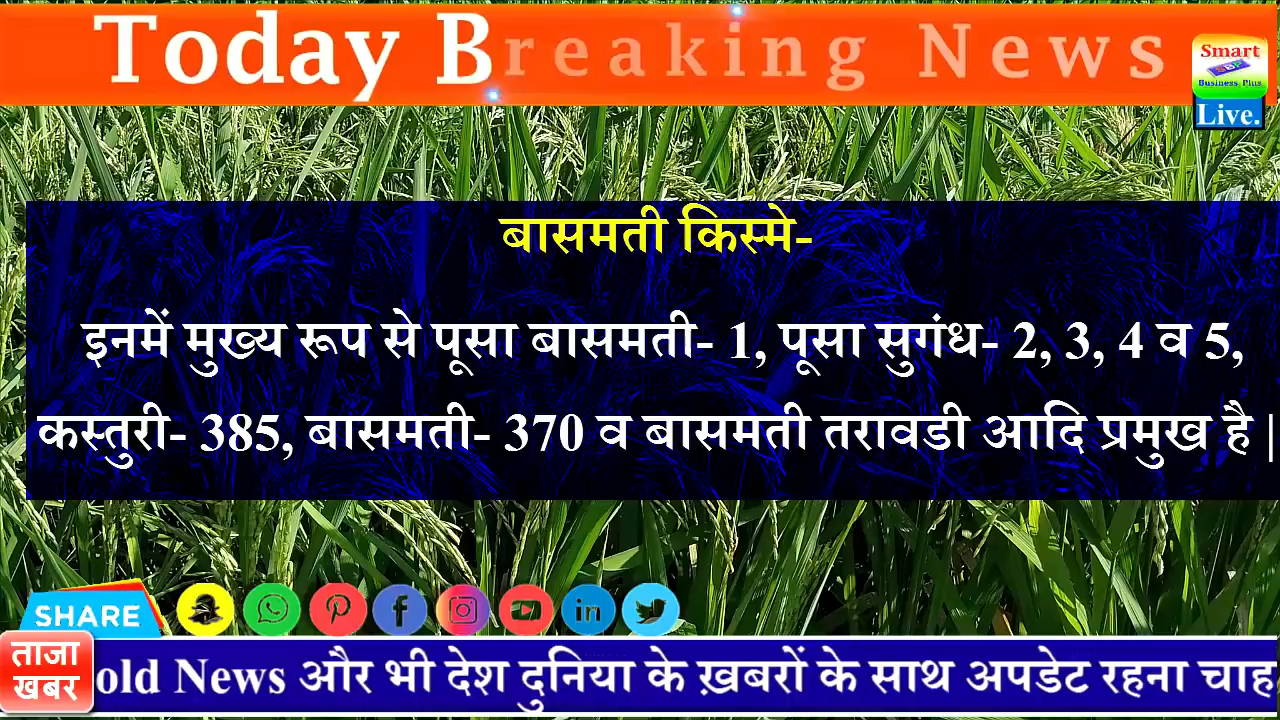 Today Breaking News
Smart
Business Plus
Live.
बासमती किस्मे-
इनमें मुख्य रूप से पूसा बासमती- 1, पूसा सुगंध- 2, 3, 4 व 5,
कस्तुरी- 385, बासमती- 370 व बासमती तरावडी आदि प्रमुख है |
SHARE
ताजा
खबर
old News और भी देश दुनिया के ख़बरों के साथ अपडेट रहना चाह